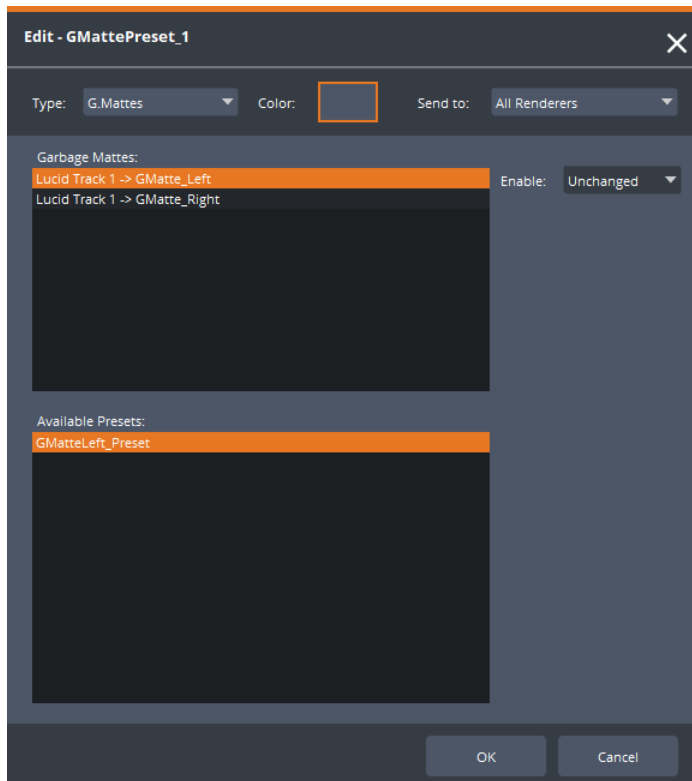 Edit - GMattePreset_1
Type: G.Mattes Color: Send to: All Renderers
Garbage Mattes:
Lucid Track 1 -> GMatte_Left
Enable: Unchanged
Lucid Track 1 -> GMatte_Right
Available Presets:
GMatteLeft_Preset
OK Cancel